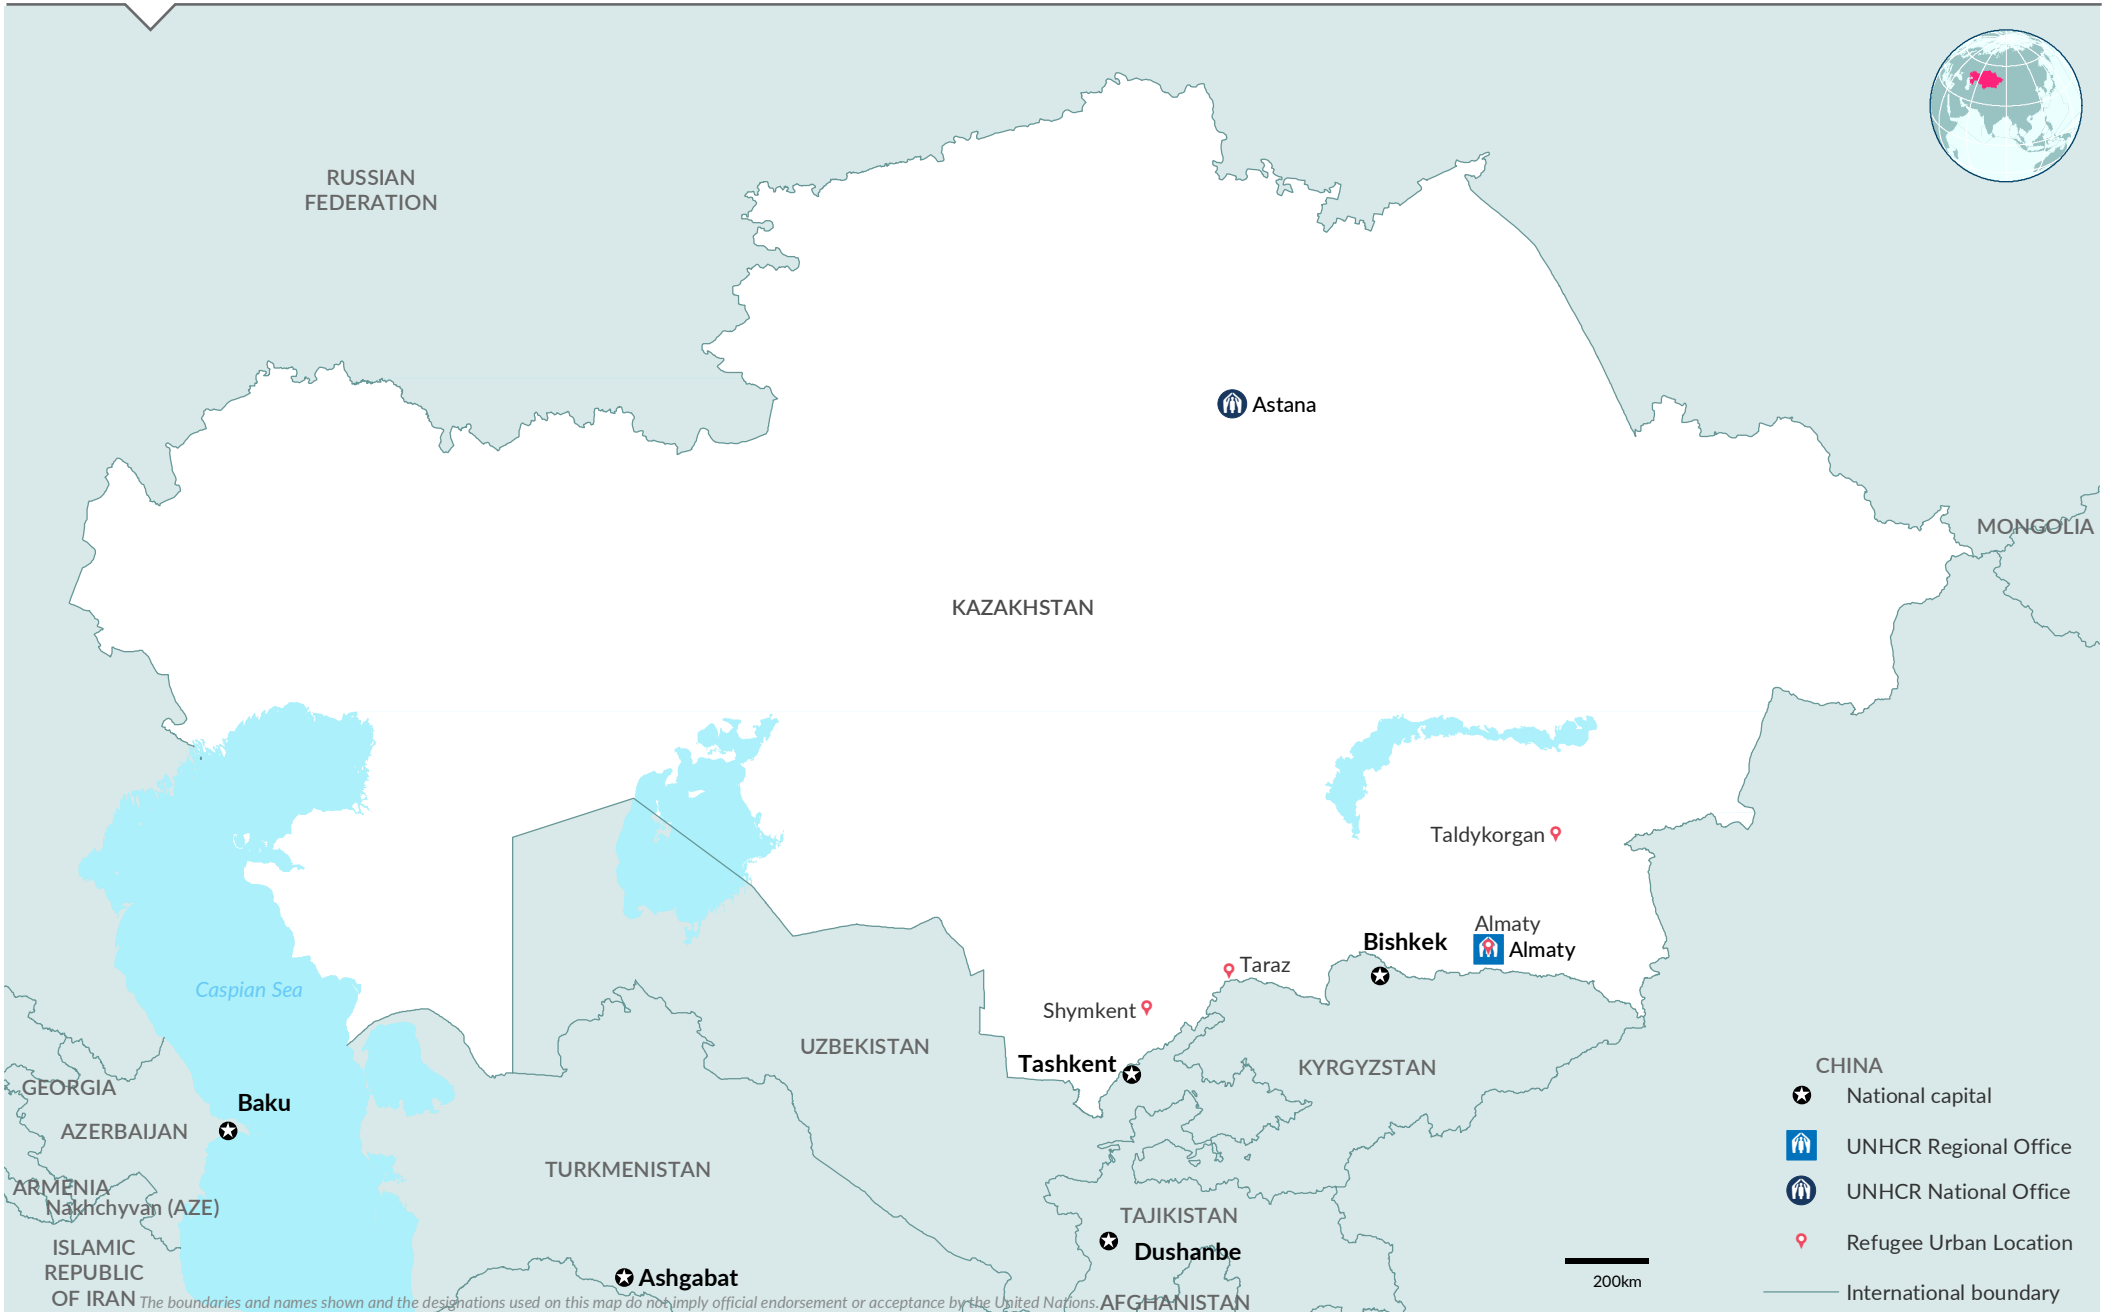 RUSSIAN
FEDERATION
Astana
MONGOLIA
KAZAKHSTAN
Taldykorgan
Almaty
Bishkek
Almaty
Taraz
Caspian Sea
Shymkent
UZBEKISTAN
Tashkent
KYRGYZSTAN
CHINA
GEORGIA
Baku
National capital
AZERBAIJAN
UNHCR Regional Office
TURKMENISTAN
ARMENIA
UNHCR National Office
Nakhchyvan (AZE)
TAJIKISTAN
ISLAMIC
REPUBLIC
OF IRAN
Dushanbe
Refugee Urban Location
Ashgabat
200km
International boundary
The boundaries and names shown and the designations used on this map do not imply official endorsement or acceptance by the United Nations.
AFGHANISTAN